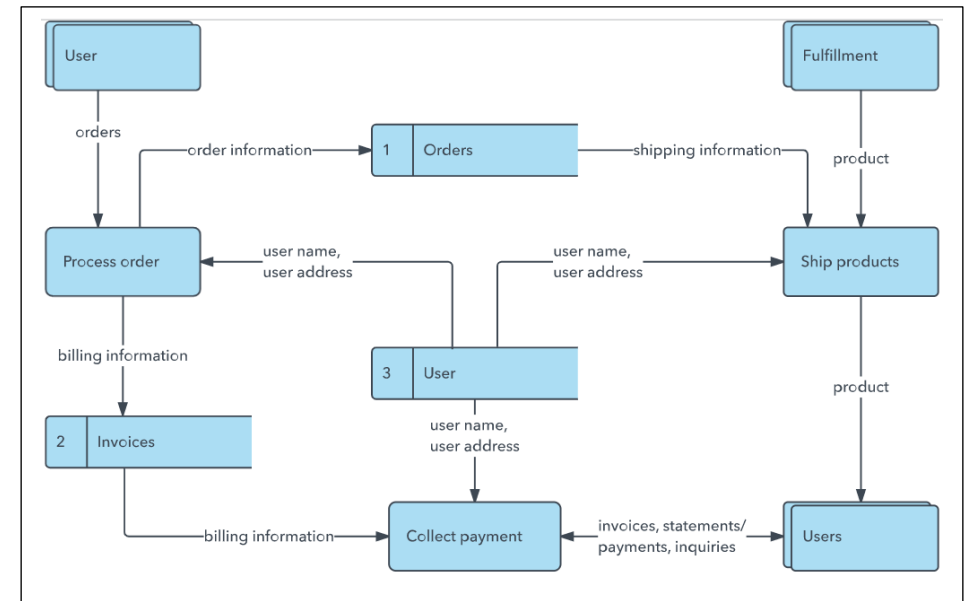 User
Fulfillment
orders
order information
1
Orders
shipping information
product
Process order
user name,
user address
user name,
user address
Ship products
billing information
3
User
product
2
Invoices
user name,
user address
billing information
Collect payment
invoices, statements/
payments, inquiries
Users